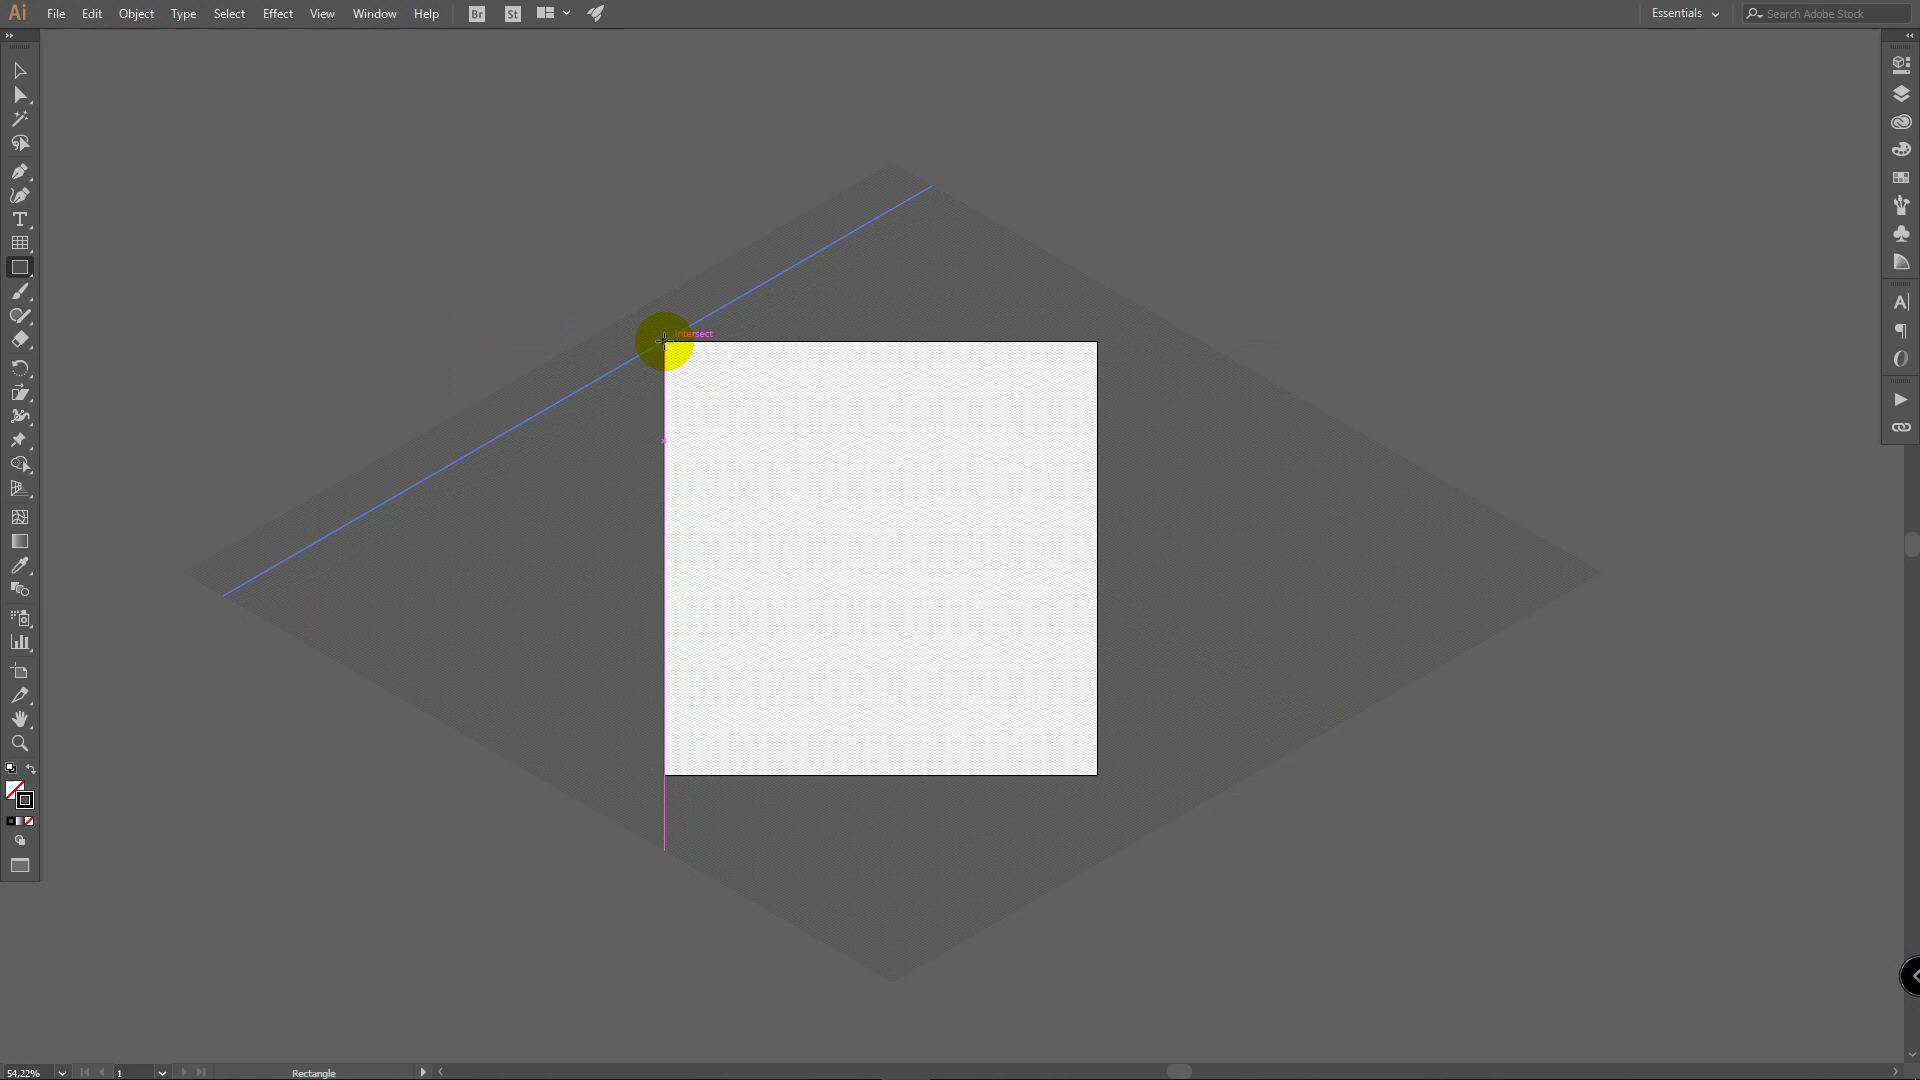 Ai File Edit Object Type Select Effect View Window Help Br St Essentials Search Adobe Stock
intersect
54,22% 1 Rectangle